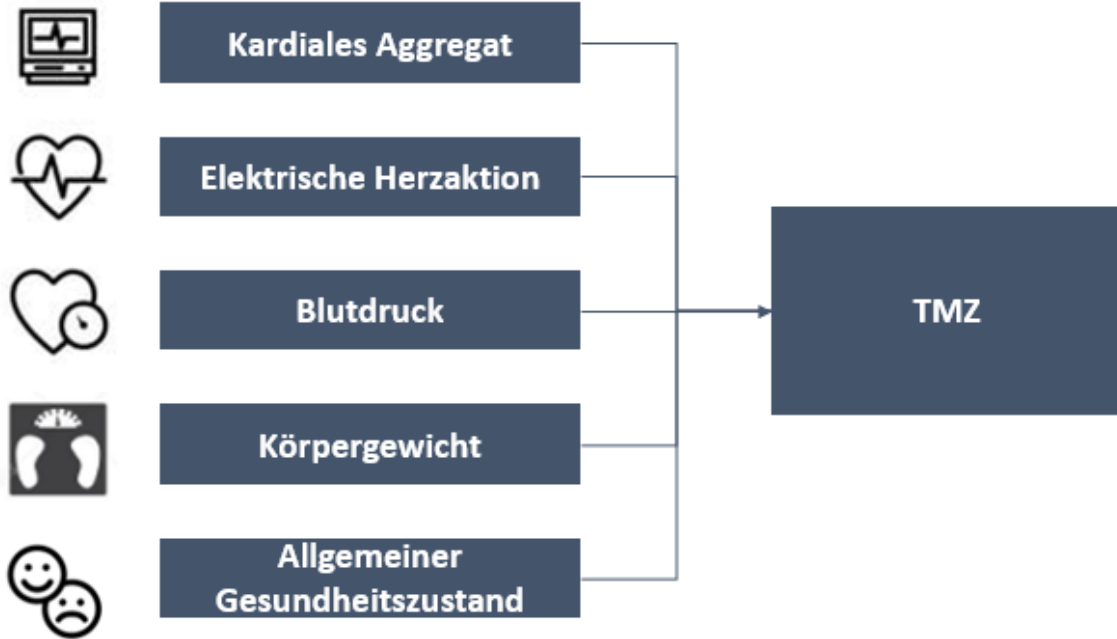 Kardiales Aggregat
Elektrische Herzaktion
Blutdruck
TMZ
Körpergewicht
Allgemeiner
Gesundheitszustand